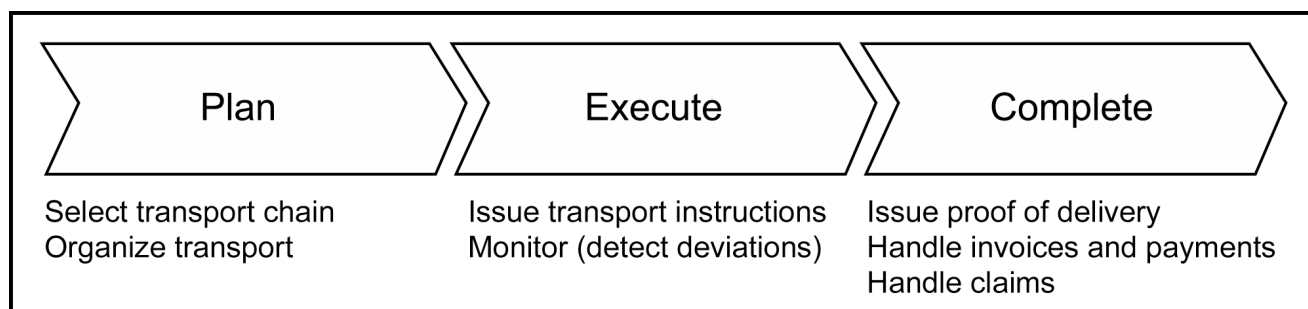 Plan
Select transport chain
Organize transport
Execute
Issue transport instructions
Monitor (detect deviations)
Complete
Issue proof of delivery
Handle invoices and payments
Handle claims